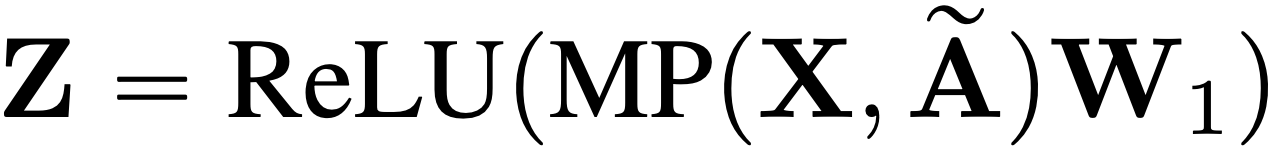 𝐙 = ReLU(MP(𝐗, 𝐀̃)𝐖₁)